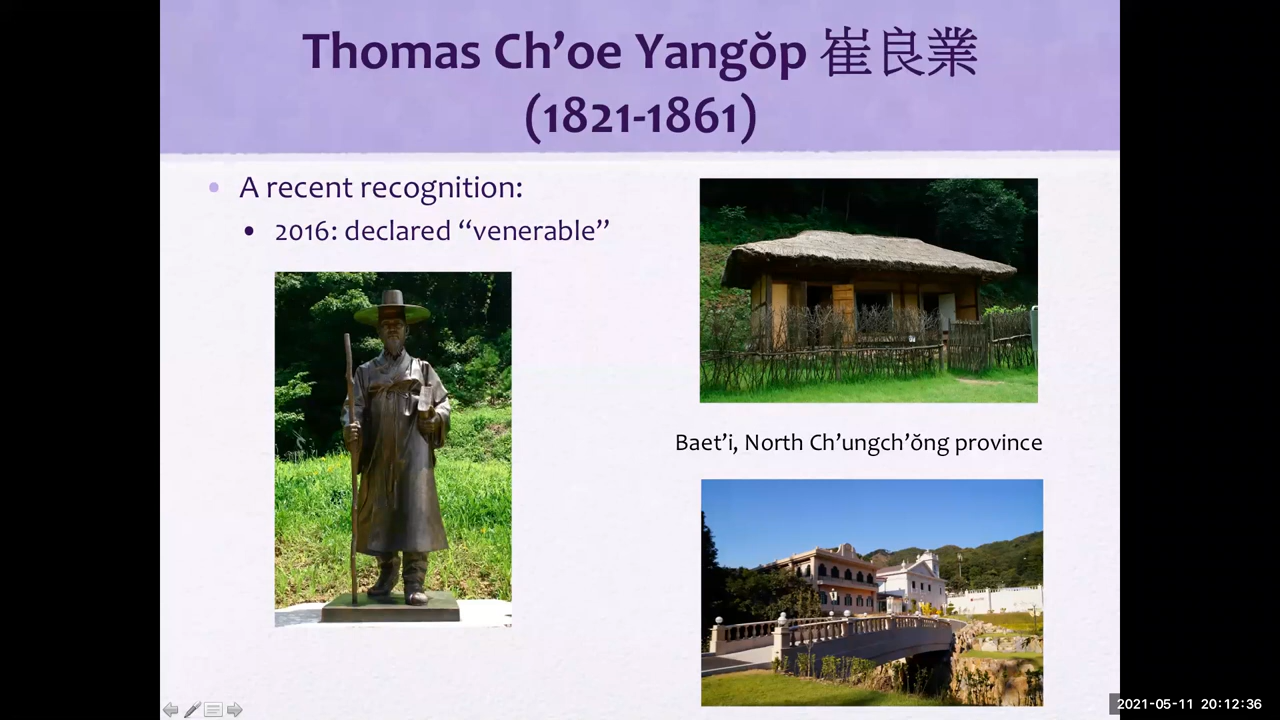 Thomas Ch’oe Yangŏp 崔良業
(1821-1861)
• A recent recognition:
• 2016: declared “venerable”
Baet’i, North Ch’ungch’ŏng province
2021-05-11 20:12:36